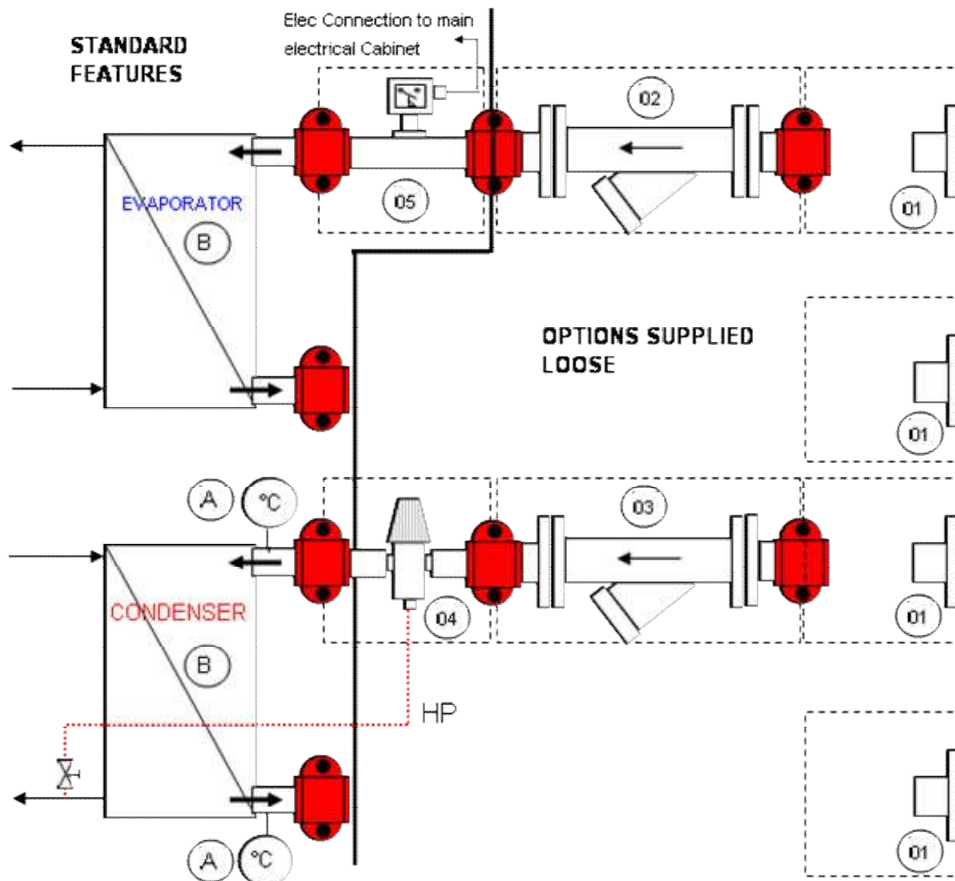 Elec Connection to main
electrical Cabinet
STANDARD
FEATURES
02
01
05
EVAPORATOR
B
OPTIONS SUPPLIED
LOOSE
01
A
°C
03
04
01
CONDENSER
B
HP
A
°C
01